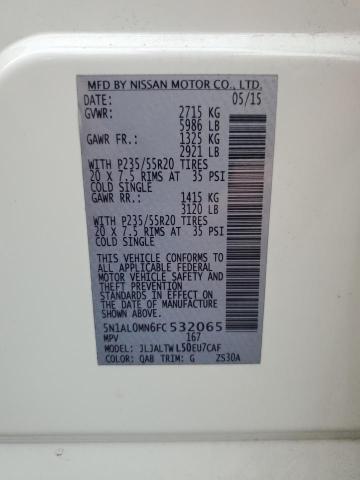 MFD BY NISSAN MOTOR CO., LTD.
DATE: 05/15
GVWR: 2715 KG
5986 LB
GAWR FR.: 1325 KG
2921 LB
WITH P235/55R20 TIRES
20 x 7.5 RIMS AT 35 PSI
COLD SINGLE
GAWR RR.: 1415 KG
3120 LB
WITH P235/55R20 TIRES
20 x 7.5 RIMS AT 35 PSI
COLD SINGLE
THIS VEHICLE CONFORMS TO
ALL APPLICABLE FEDERAL
MOTOR VEHICLE SAFETY AND
THEFT PREVENTION
STANDARDS IN EFFECT ON
THE DATE OF MANUFACTURE
SHOWN ABOVE.
5N1AL0MN6FC532065
MPV 167
JLJALTWL50EU7CAF
COLOR: QAB TRIM: G ZS30A